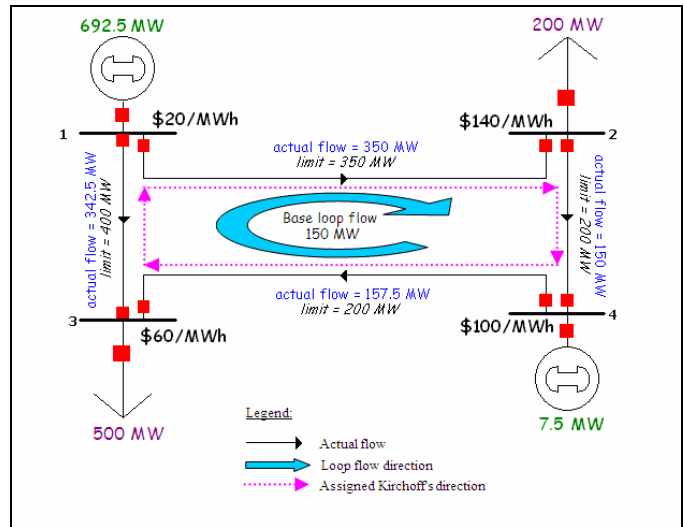 692.5 MW
200 MW
$20/MWh
$140/MWh
1
2
actual flow = 350 MW
limit = 350 MW
actual flow = 342.5 MW
limit = 400 MW
Base loop flow
150 MW
actual flow = 150 MW
limit = 200 MW
actual flow = 157.5 MW
limit = 200 MW
3
$60/MWh
$100/MWh
4
500 MW
7.5 MW
Legend:
Actual flow
Loop flow direction
Assigned Kirchoff's direction